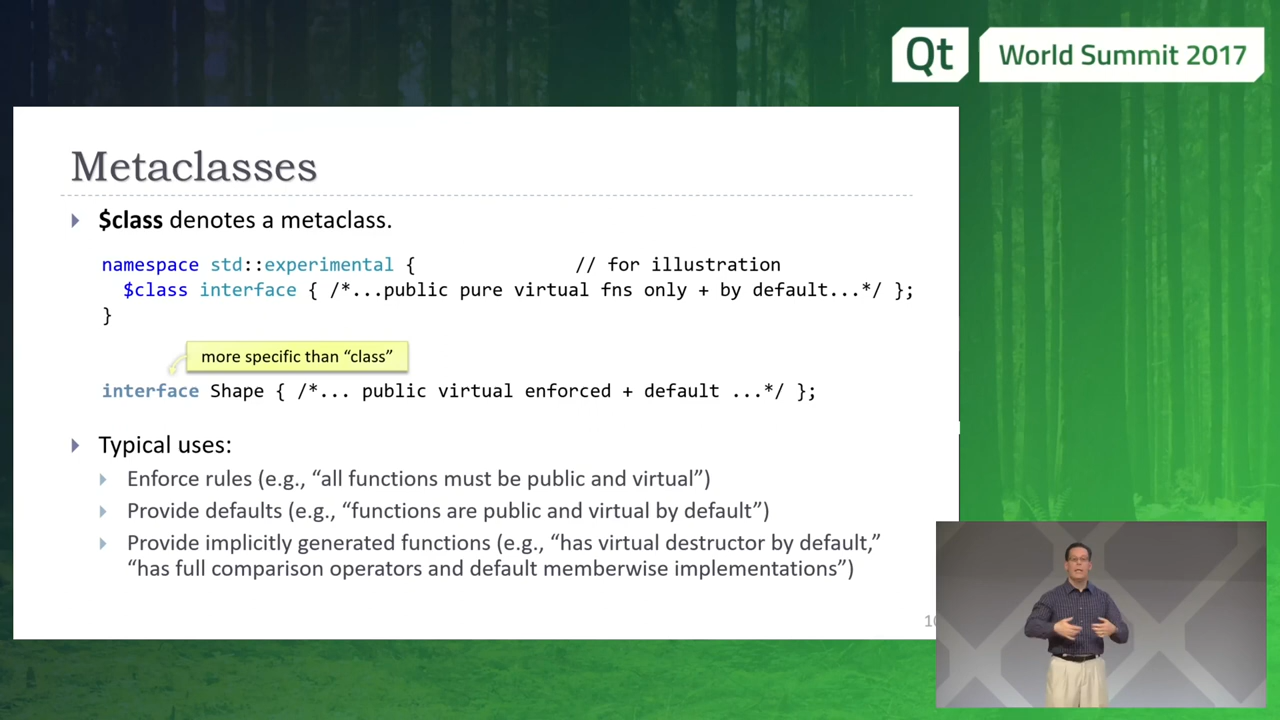 Qt World Summit 2017
Metaclasses
$class denotes a metaclass.
namespace std::experimental { // for illustration
$class interface { /*...public pure virtual fns only + by default...*/ };
}
more specific than “class”
interface Shape { /*... public virtual enforced + default ...*/ };
Typical uses:
Enforce rules (e.g., “all functions must be public and virtual”)
Provide defaults (e.g., “functions are public and virtual by default”)
Provide implicitly generated functions (e.g., “has virtual destructor by default,”
“has full comparison operators and default memberwise implementations”)